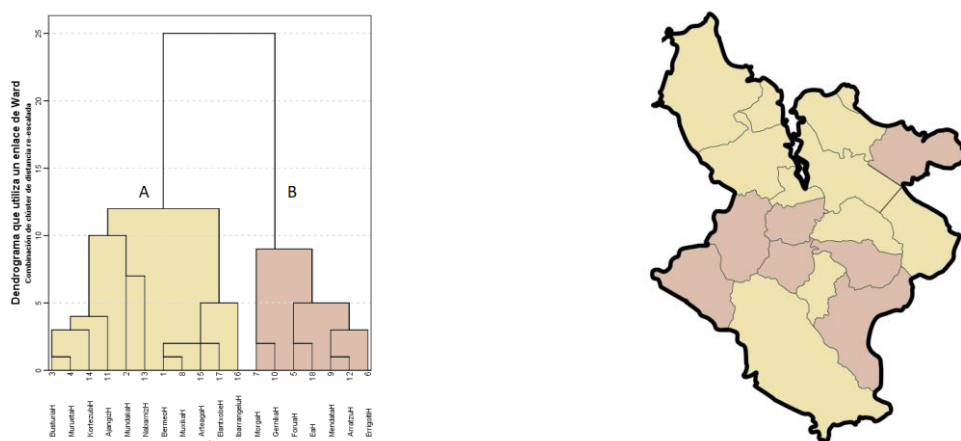 Dendrograma que utiliza un enlace de Ward
Combinación de clúster de distancia re-escalada
25
20
15
10
5
0
A
B
3
4
14
11
2
13
1
8
15
17
16
7
10
5
18
9
12
6
BusturiaH
MuruetaH
KortezubiH
AjangizH
MundakaH
NabarnizH
BermeoH
MuxikaH
ArteagaH
ElantxobeH
IbarrangeluH
MorgaH
GernikaH
ForuaH
EaH
MendataH
ArratzuH
ErrigoitiH